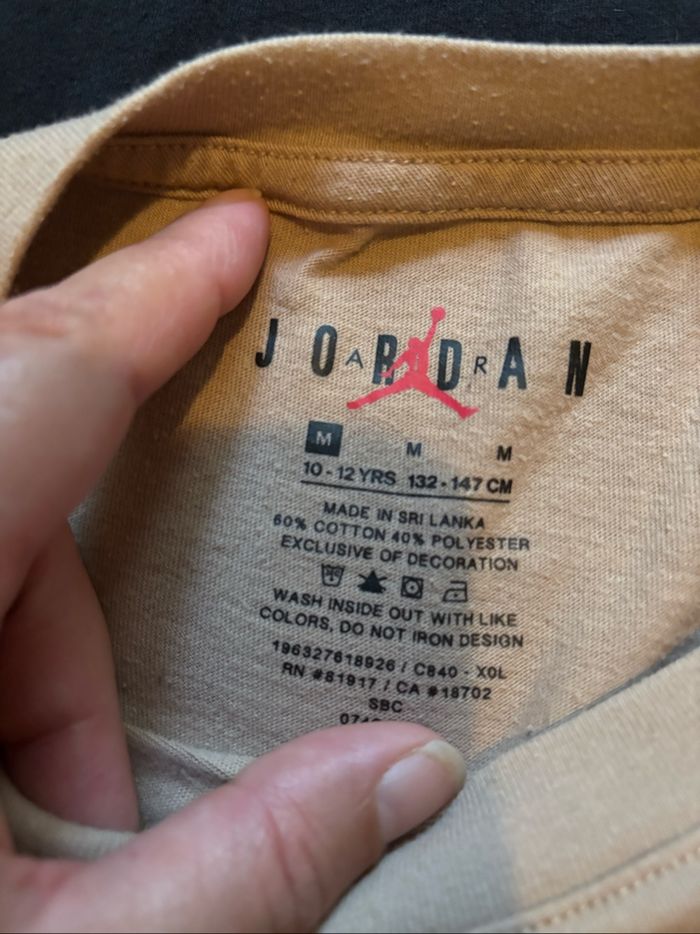 JORDAN
AIR
M M M
10-12 YRS 132-147 CM
MADE IN SRI LANKA
60% COTTON 40% POLYESTER
EXCLUSIVE OF DECORATION
WASH INSIDE OUT WITH LIKE
COLORS, DO NOT IRON DESIGN
196327618926 / C840 - X0L
RN #81917 / CA #18702
SBC